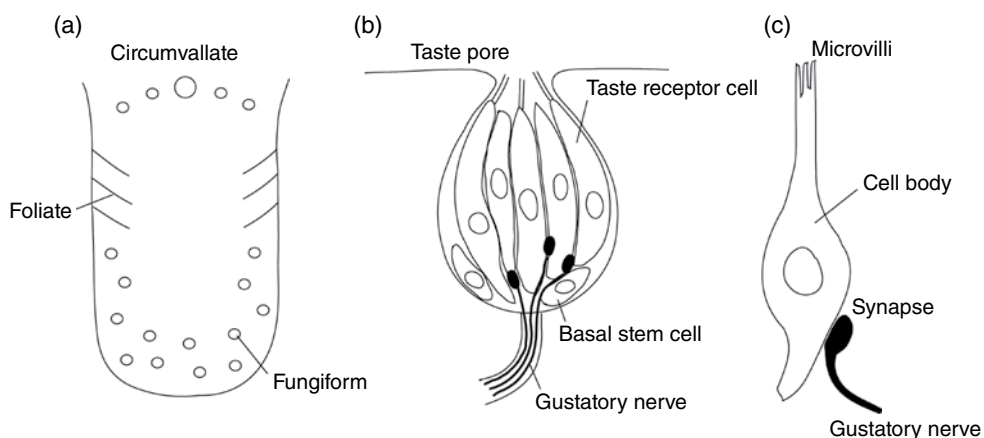 (a)
Circumvallate
Foliate
Fungiform
(b)
Taste pore
Taste receptor cell
Basal stem cell
Gustatory nerve
(c)
Microvilli
Cell body
Synapse
Gustatory nerve